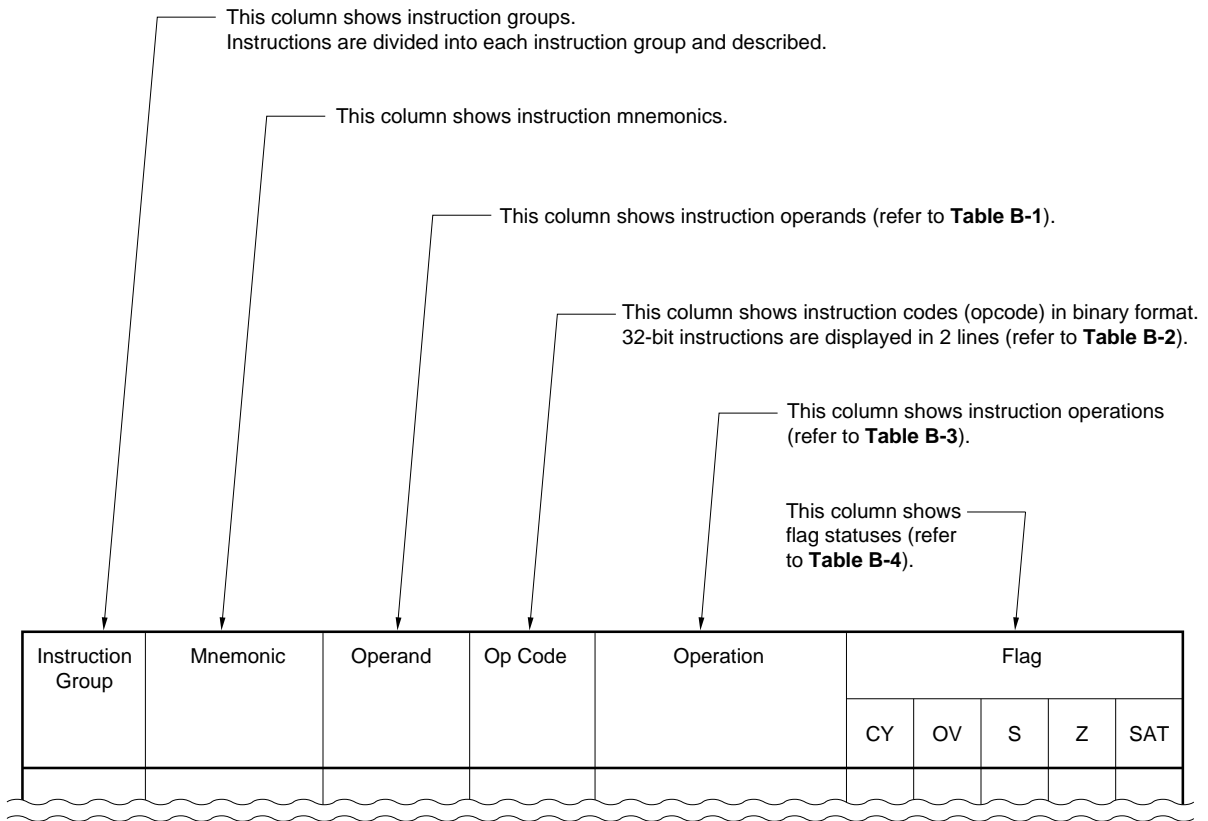 This column shows instruction groups.
Instructions are divided into each instruction group and described.
This column shows instruction mnemonics.
This column shows instruction operands (refer to Table B-1).
This column shows instruction codes (opcode) in binary format.
32-bit instructions are displayed in 2 lines (refer to Table B-2).
This column shows instruction operations
(refer to Table B-3).
This column shows
flag statuses (refer
to Table B-4).
Instruction
Group
Mnemonic
Operand
Op Code
Operation
Flag
CY
OV
S
Z
SAT